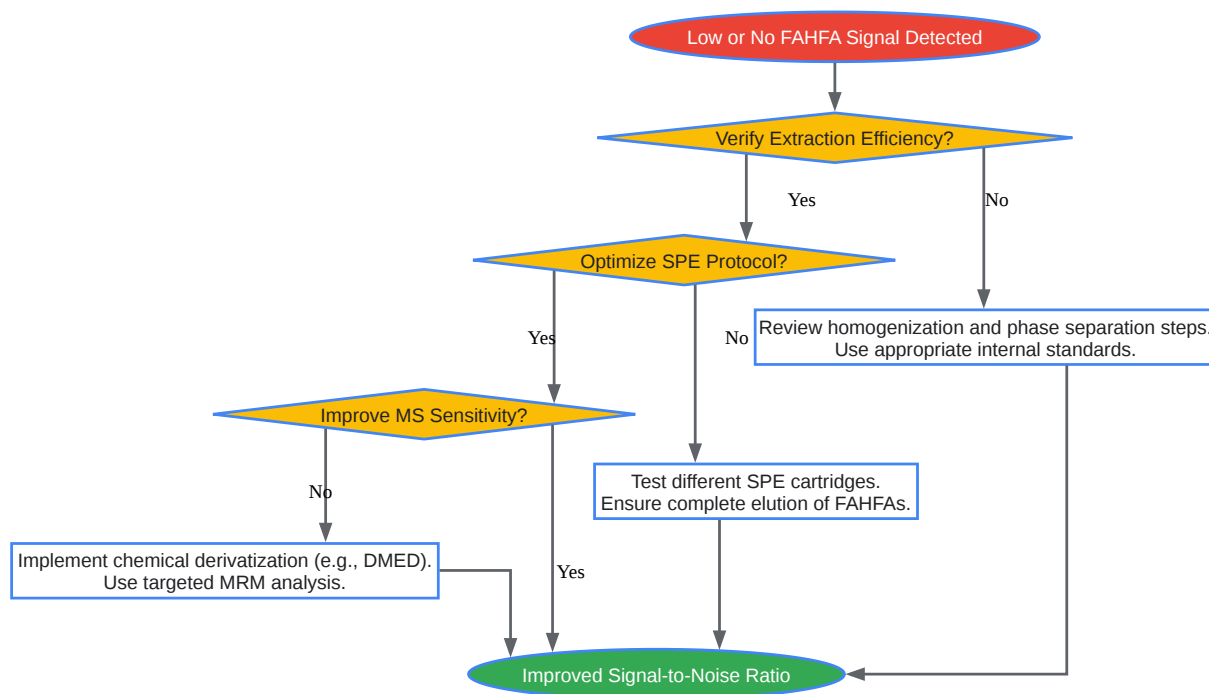 Low or No FAHFA Signal Detected
Verify Extraction Efficiency?
Yes
No
Optimize SPE Protocol?
Review homogenization and phase separation steps.
Use appropriate internal standards.
Yes
No
Improve MS Sensitivity?
Test different SPE cartridges.
Ensure complete elution of FAHFAs.
No
Implement chemical derivatization (e.g., DMED).
Use targeted MRM analysis.
Yes
Improved Signal-to-Noise Ratio